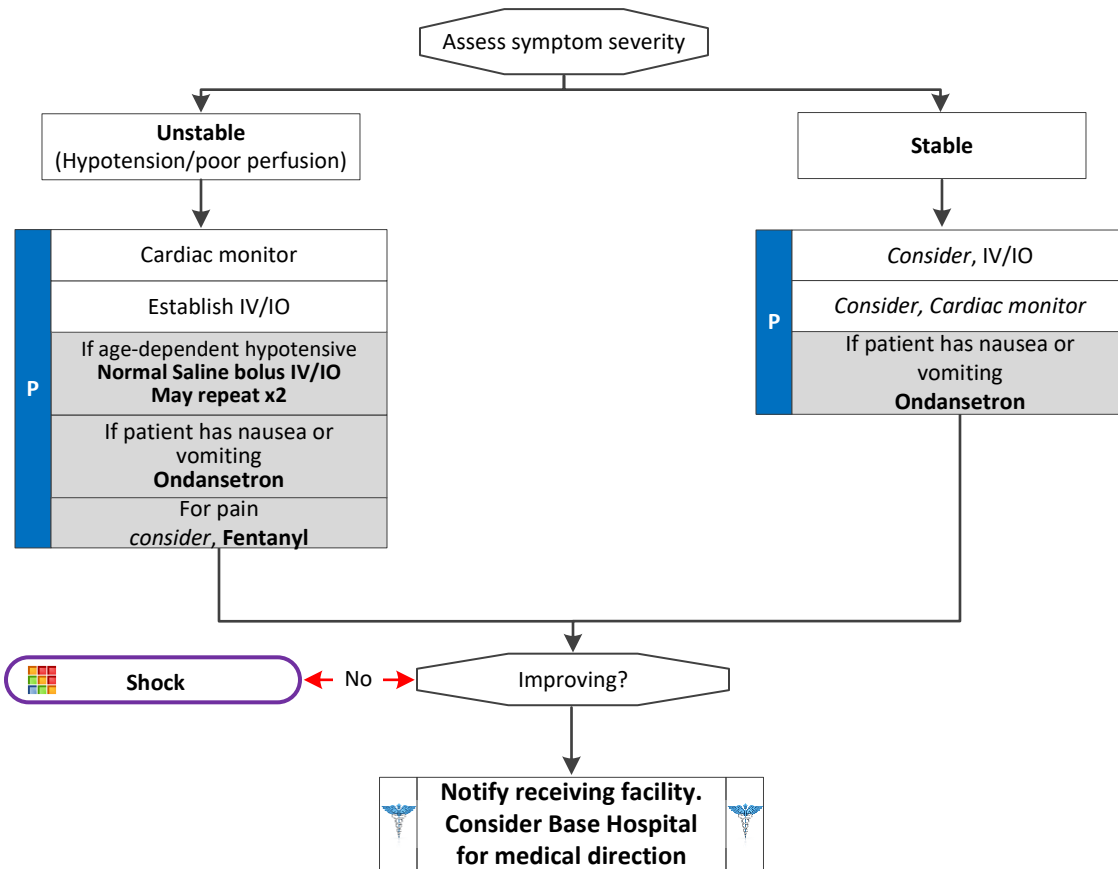 Assess symptom severity
Unstable
(Hypotension/poor perfusion)
Stable
P
Cardiac monitor
Establish IV/IO
If age-dependent hypotensive
Normal Saline bolus IV/IO
May repeat x2
If patient has nausea or
vomiting
Ondansetron
For pain
consider, Fentanyl
P
Consider, IV/IO
Consider, Cardiac monitor
If patient has nausea or
vomiting
Ondansetron
Shock
No
Improving?
Notify receiving facility.
Consider Base Hospital
for medical direction